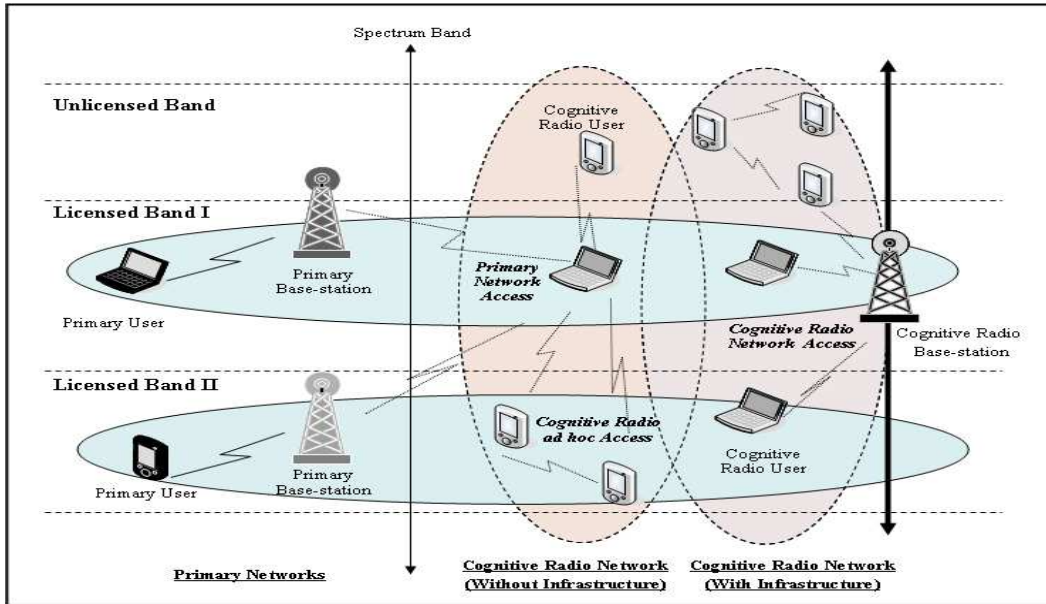 Spectrum Band
Unlicensed Band
Cognitive
Radio User
Licensed Band I
Primary
Base-station
Primary User
Primary
Network
Access
Cognitive Radio
Network Access
Cognitive Radio
Base-station
Licensed Band II
Primary
Base-station
Primary User
Cognitive Radio
ad hoc Access
Cognitive
Radio User
Primary Networks
Cognitive Radio Network
(Without Infrastructure)
Cognitive Radio Network
(With Infrastructure)